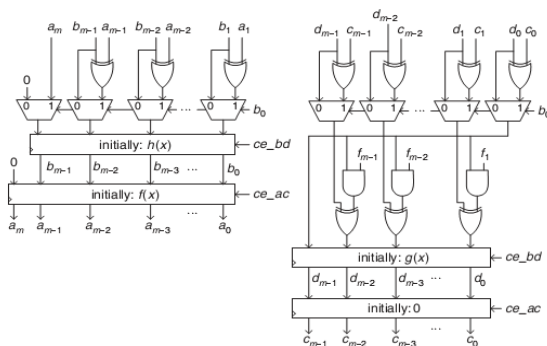 a_m b_{m-1} a_{m-1} b_{m-2} a_{m-2} b_1 a_1
0
0 1 0 1 0 1 ... 0 1 b_0
initially: h(x) ce_bd
b_{m-1} b_{m-2} b_{m-3} ... b_0
0
initially: f(x) ce_ac
a_m a_{m-1} a_{m-2} a_{m-3} ... a_0
d_{m-1} c_{m-1} d_{m-2} c_{m-2} d_1 c_1 d_0 c_0
0 1 0 1 ... 0 1 0 1 b_0
f_{m-1} f_{m-2} f_1
...
initially: g(x) ce_bd
d_{m-1} d_{m-2} d_{m-3} ... d_0
initially: 0 ce_ac
c_{m-1} c_{m-2} c_{m-3} ... c_0